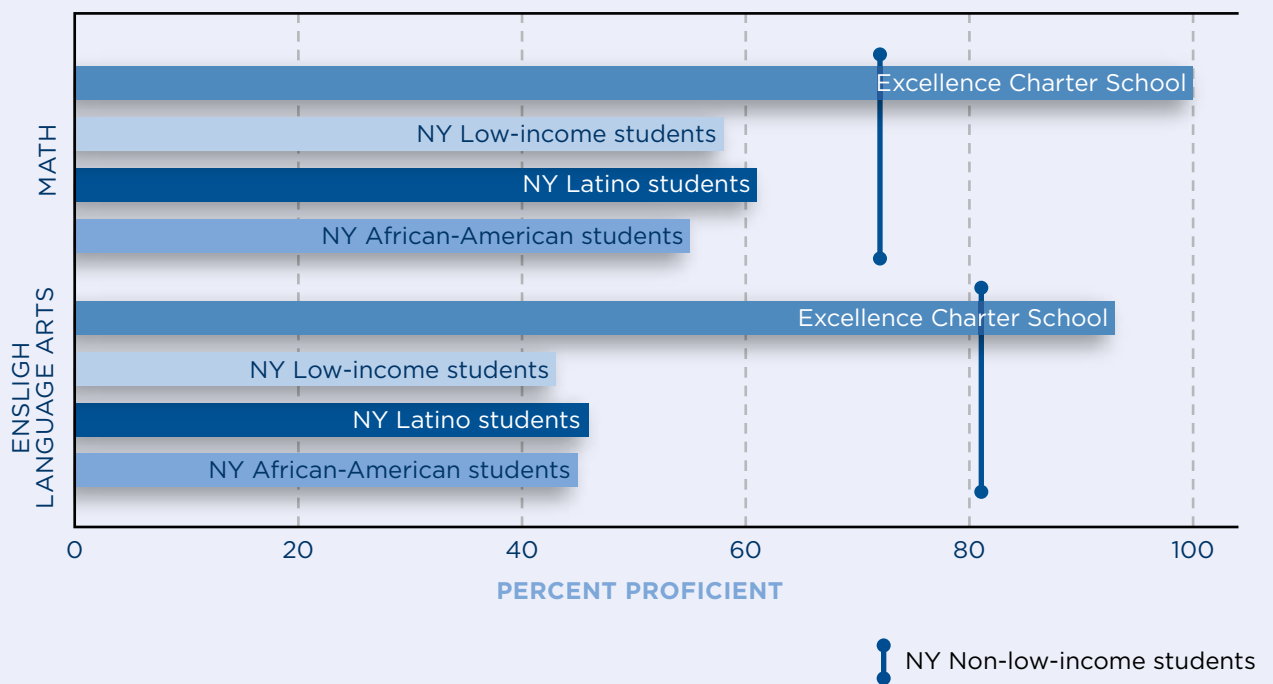 MATH
Excellence Charter School
NY Low-income students
NY Latino students
NY African-American students
ENSLIGH
LANGUAGE ARTS
Excellence Charter School
NY Low-income students
NY Latino students
NY African-American students
0 20 40 60 80 100
PERCENT PROFICIENT
NY Non-low-income students